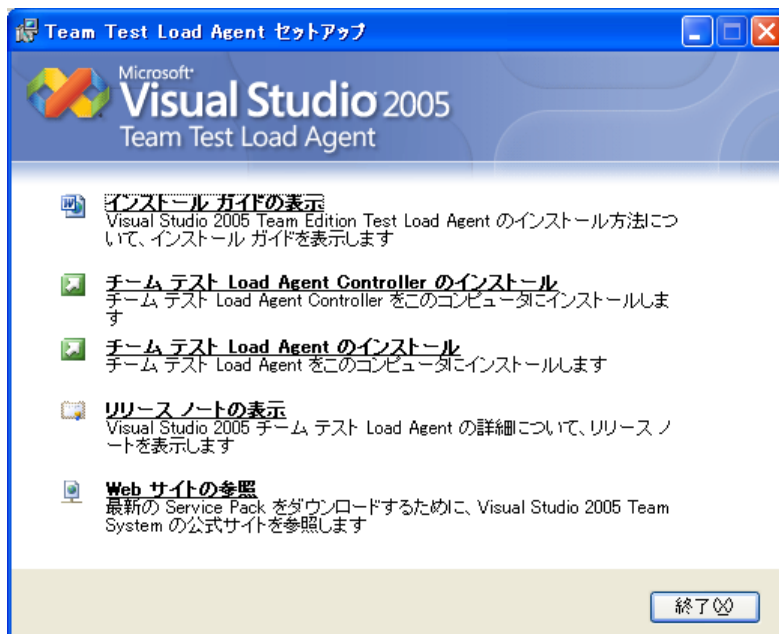 Team Test Load Agent セットアップ
Microsoft
Visual Studio 2005
Team Test Load Agent
インストール ガイドの表示
Visual Studio 2005 Team Edition Test Load Agent のインストール方法につ
いて、インストール ガイドを表示します
チーム テスト Load Agent Controller のインストール
チーム テスト Load Agent Controller をこのコンピュータにインストールしま
す
チーム テスト Load Agent のインストール
チーム テスト Load Agent をこのコンピュータにインストールします
リリース ノートの表示
Visual Studio 2005 チーム テスト Load Agent の詳細について、リリース ノ
ートを表示します
Web サイトの参照
最新の Service Pack をダウンロードするために、Visual Studio 2005 Team
System の公式サイトを参照します
終了(X)